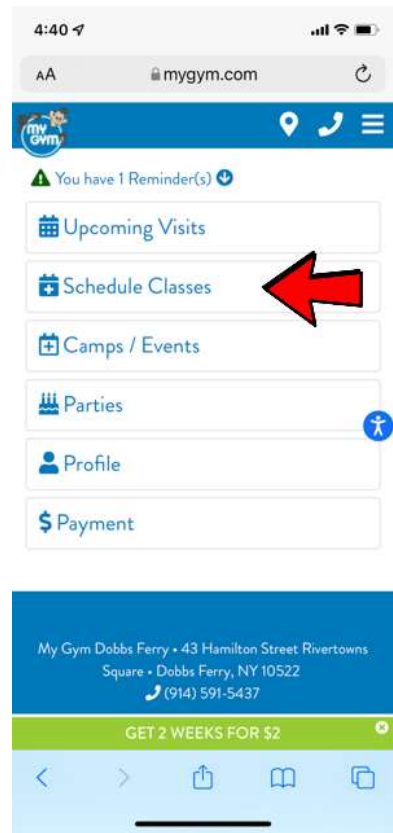 4:40
AA
mygym.com
my
GYM
You have 1 Reminder(s)
Upcoming Visits
Schedule Classes
Camps / Events
Parties
Profile
$ Payment
My Gym Dobbs Ferry • 43 Hamilton Street Rivertowns
Square • Dobbs Ferry, NY 10522
(914) 591-5437
GET 2 WEEKS FOR $2